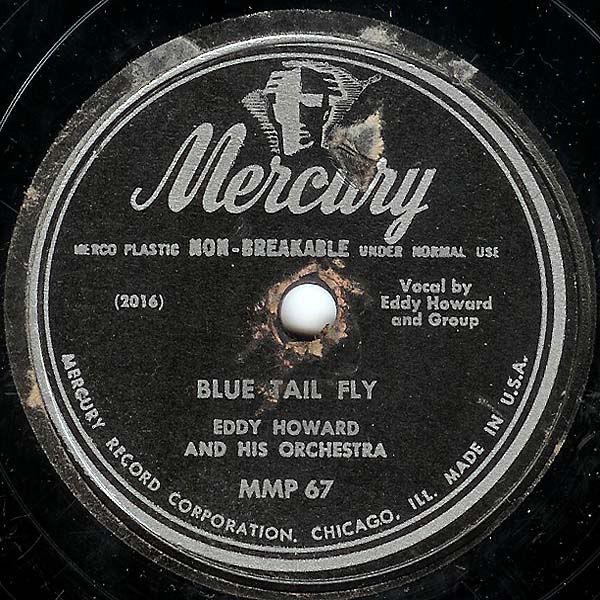 Mercury
MERCO PLASTIC NON-BREAKABLE UNDER NORMAL USE
(2016)
Vocal by
Eddy Howard
and Group
BLUE TAIL FLY
EDDY HOWARD
AND HIS ORCHESTRA
MMP 67
MERCURY RECORD CORPORATION, CHICAGO, ILL. MADE IN U.S.A.